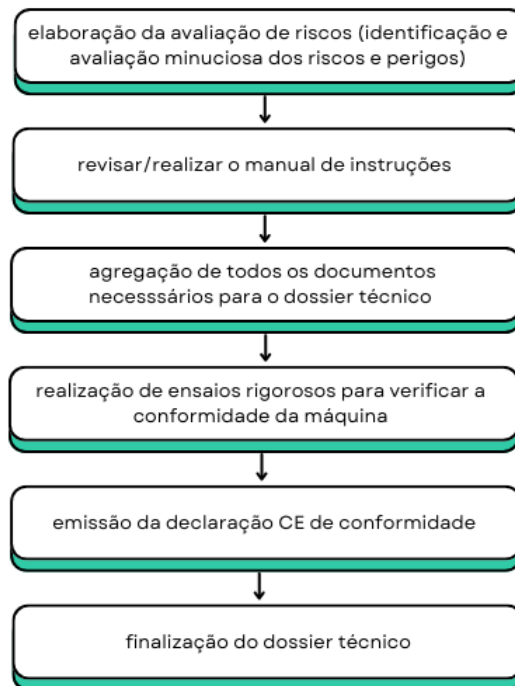 elaboração da avaliação de riscos (identificação e
avaliação minuciosa dos riscos e perigos)
revisar/realizar o manual de instruções
agregação de todos os documentos
necesssários para o dossier técnico
realização de ensaios rigorosos para verificar a
conformidade da máquina
emissão da declaração CE de conformidade
finalização do dossier técnico